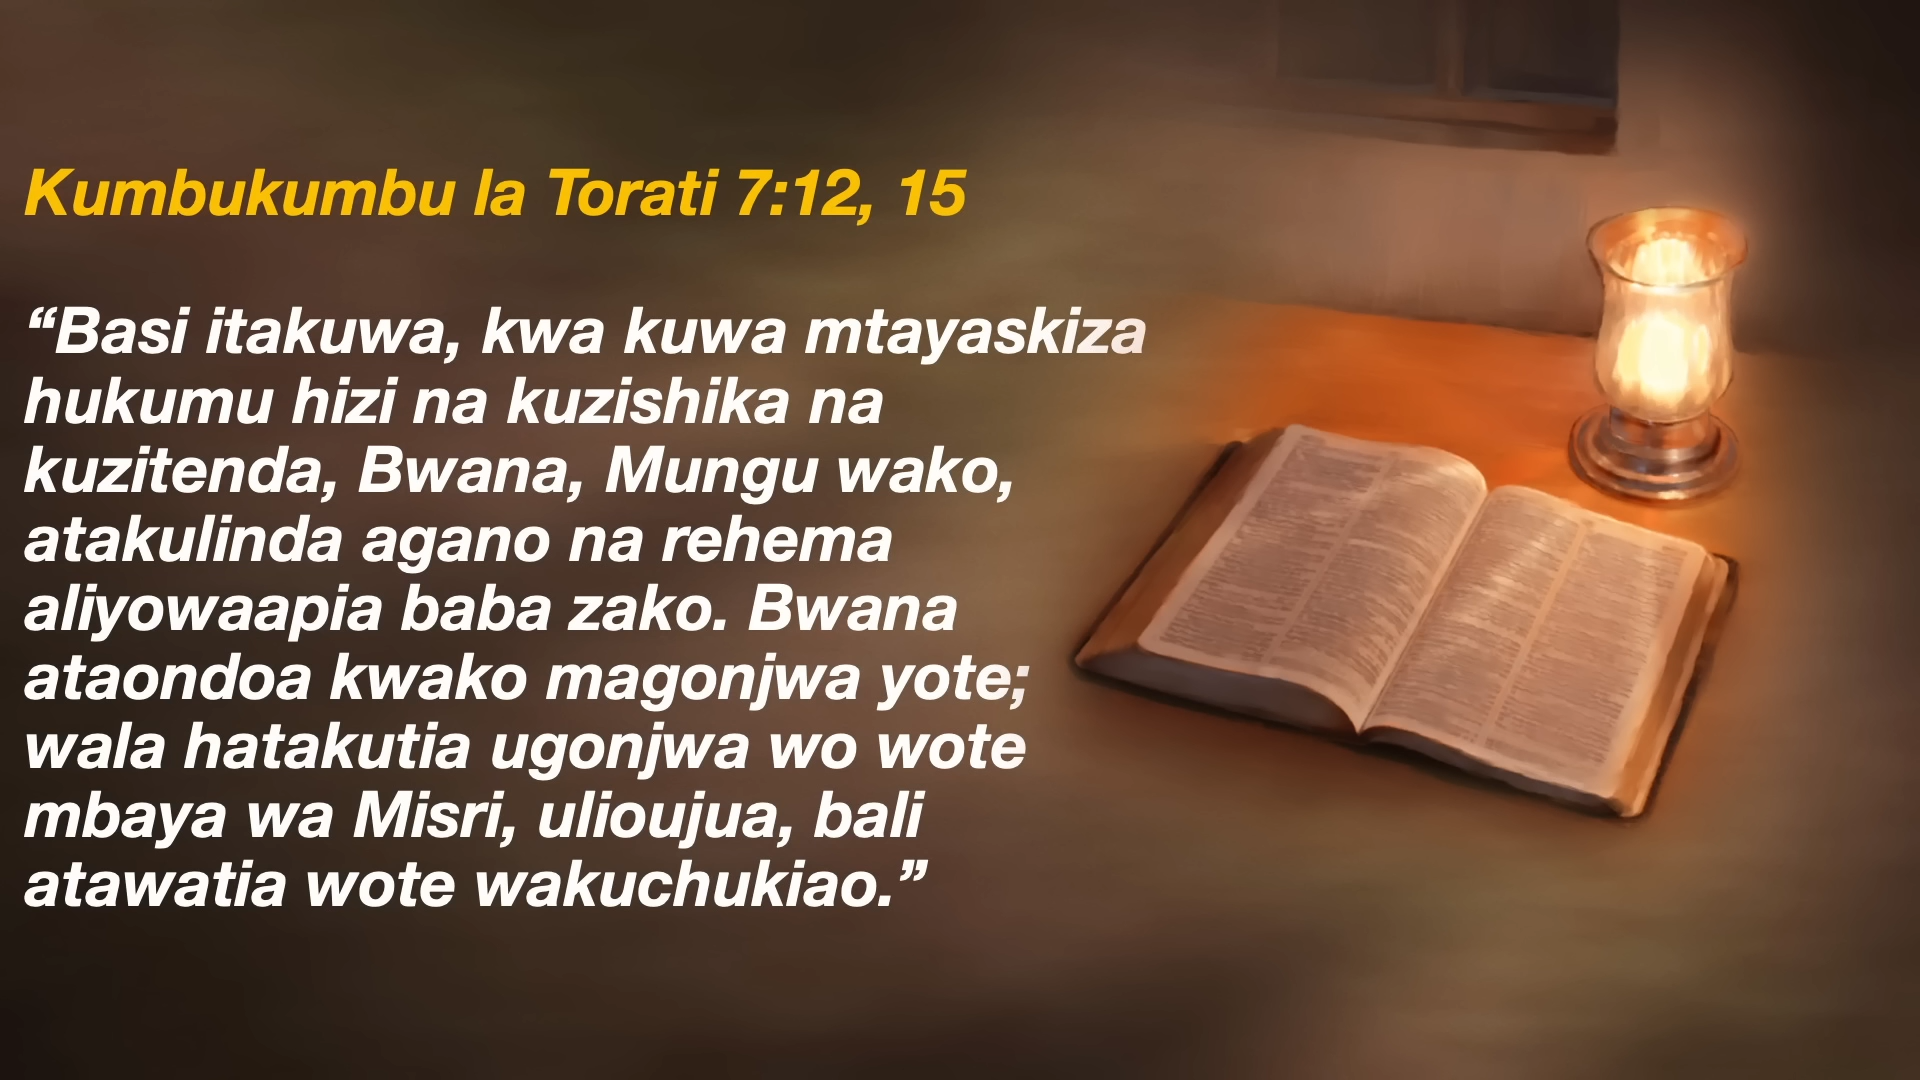 Kumbukumbu la Torati 7:12, 15
“Basi itakuwa, kwa kuwa mtayaskiza
hukumu hizi na kuzishika na
kuzitenda, Bwana, Mungu wako,
atakulinda agano na rehema
aliyowaapia baba zako. Bwana
ataondoa kwako magonjwa yote;
wala hatakutia ugonjwa wo wote
mbaya wa Misri, ulioujua, bali
atawatia wote wakuchukiao.”